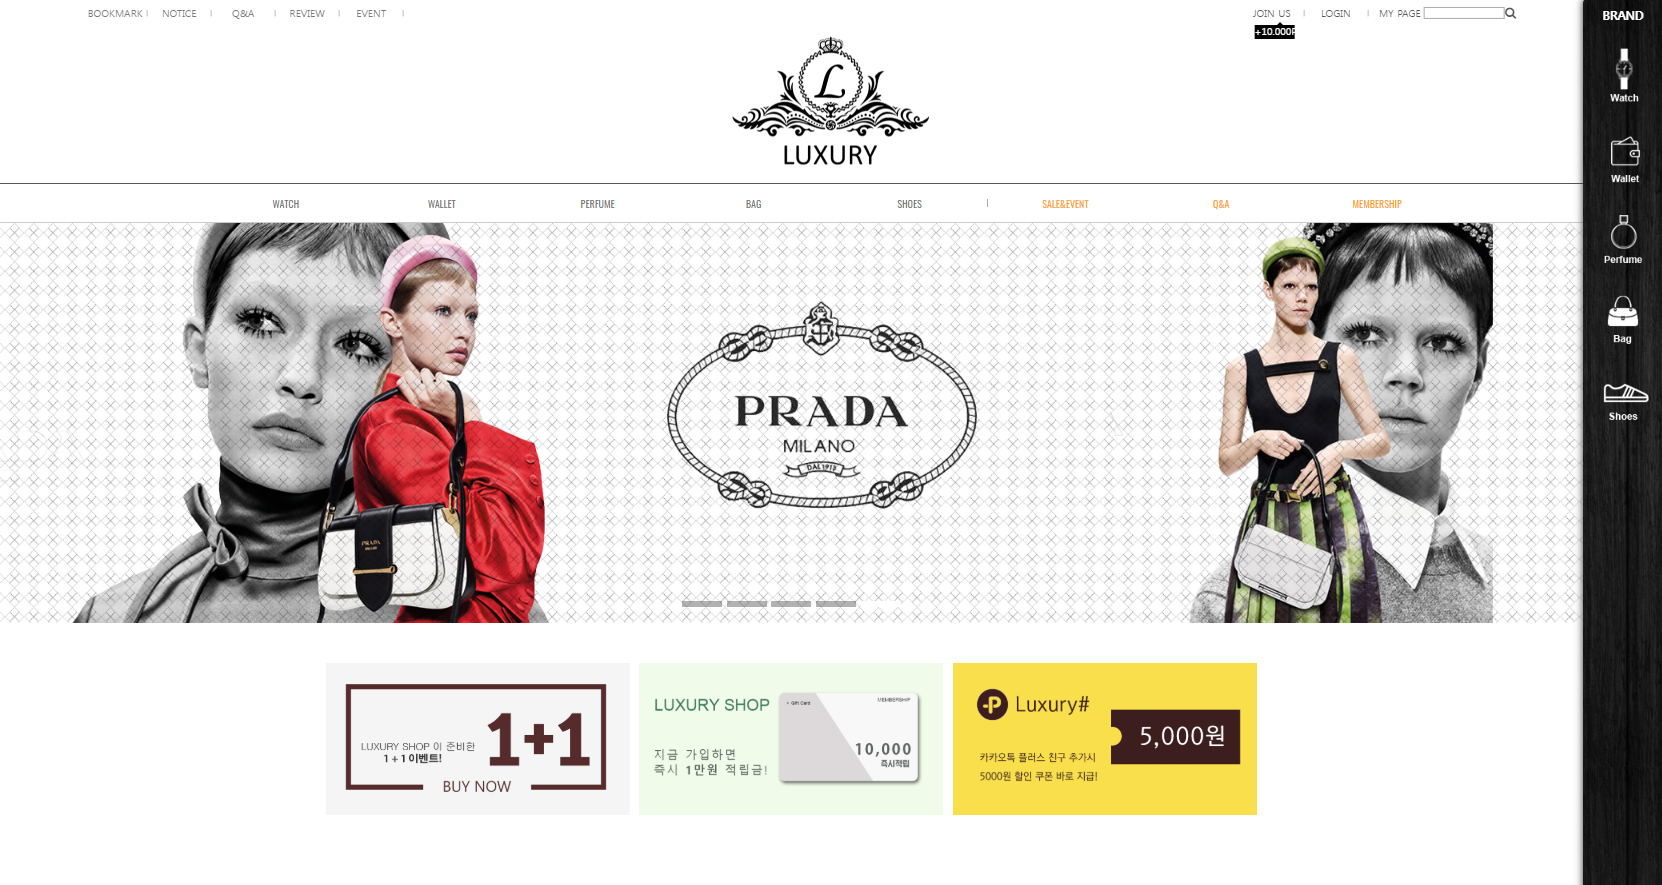 BOOKMARK
NOTICE
Q&A
REVIEW
EVENT
JOIN US
LOGIN
MY PAGE
+10.000
BRAND
L
LUXURY
WATCH
WALLET
PERFUME
BAG
SHOES
SALE&EVENT
Q&A
MEMBERSHIP
Watch
Wallet
Perfume
Bag
Shoes
PRADA
MILANO
DAL 1913
PRADA
LUXURY SHOP 이 준비한
1 + 1 이벤트!
1+1
BUY NOW
LUXURY SHOP
지금 가입하면
즉시 1만원 적립금!
Gift Card
MEMBERSHIP
10,000
즉시적립
P
Luxury#
5,000원
카카오톡 플러스 친구 추가시
5000원 할인 쿠폰 바로 지급!